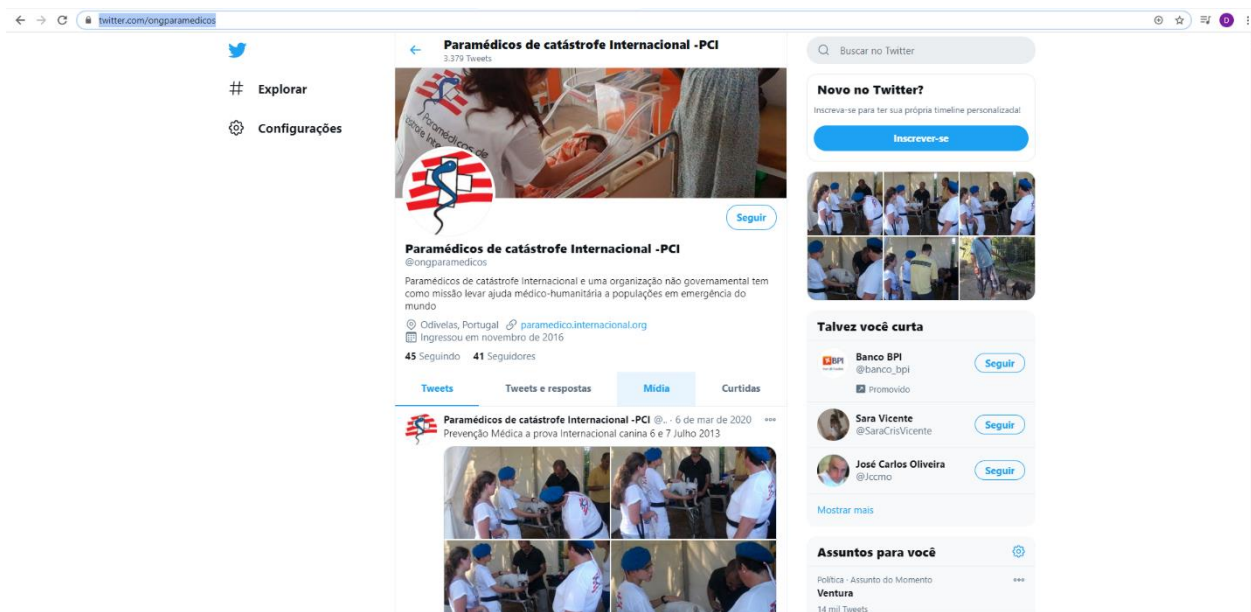 twitter.com/ongparamedicos
Explorar
Configurações
Paramédicos de catástrofe Internacional -PCI
3.379 Tweets
Paramédicos de
Seguir
Paramédicos de catástrofe Internacional -PCI
@ongparamedicos
Paramédicos de catástrofe Internacional e uma organização não governamental tem
como missão levar ajuda médico-humanitária a populações em emergência do
mundo
Odivelas, Portugal paramedico.internacional.org
Ingressou em novembro de 2016
45 Seguindo 41 Seguidores
Tweets Tweets e respostas Mídia Curtidas
Paramédicos de catástrofe Internacional -PCI @.. · 6 de mar de 2020
Prevenção Médica a prova Internacional canina 6 e 7 Julho 2013
Buscar no Twitter
Novo no Twitter?
Inscreva-se para ter sua própria timeline personalizada!
Inscrever-se
Talvez você curta
BPI
Banco BPI
@banco_bpi
Seguir
Promovido
Sara Vicente
@SaraCrisVicente
Seguir
José Carlos Oliveira
@Jccmo
Seguir
Mostrar mais
Assuntos para você
Política · Assunto do Momento
Ventura
14 mil Tweets
D